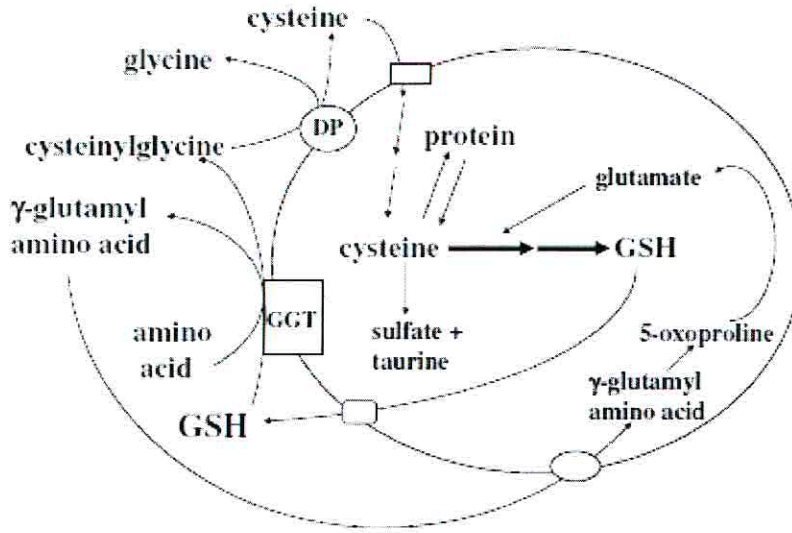 cysteine
glycine
DP
cysteinylglycine
protein
glutamate
γ-glutamyl
amino acid
cysteine
GSH
GGT
amino
acid
sulfate +
taurine
5-oxoproline
γ-glutamyl
amino acid
GSH